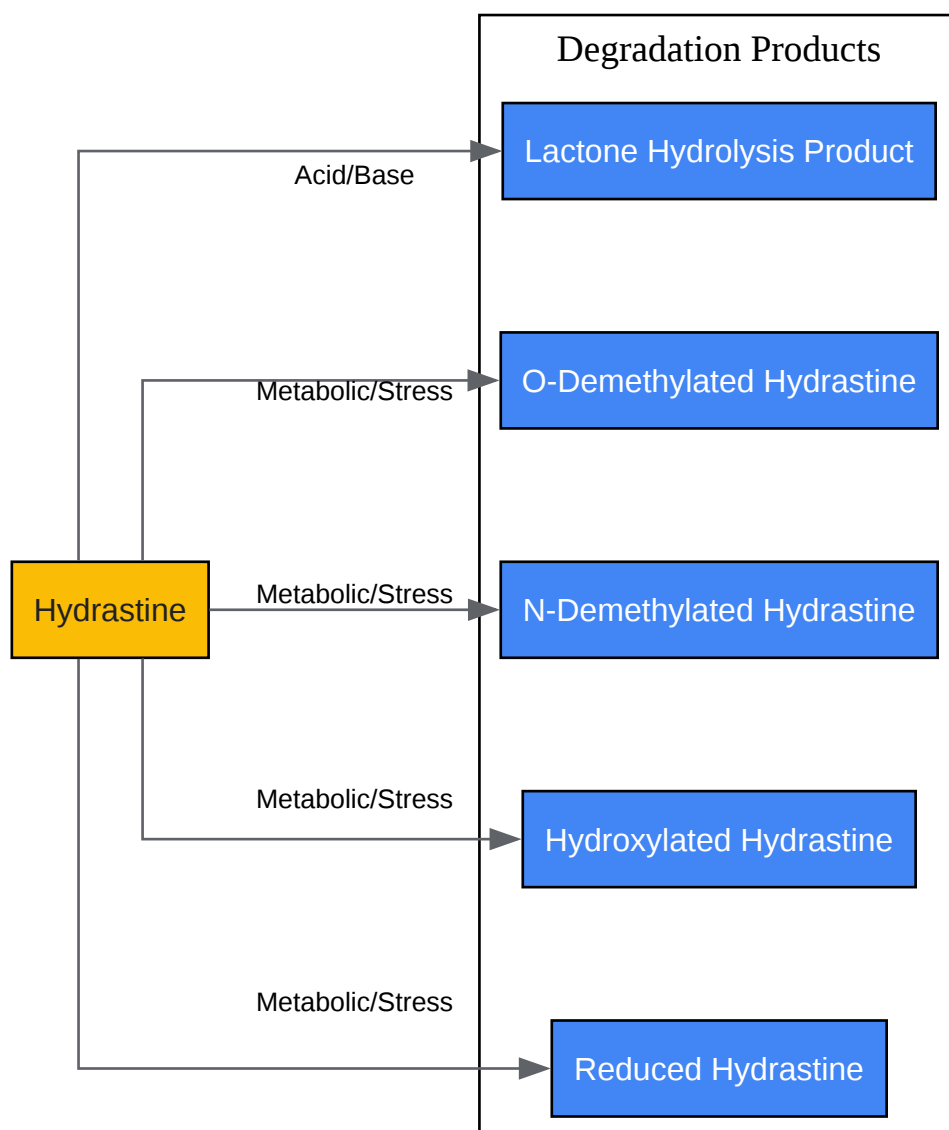 Degradation Products
Lactone Hydrolysis Product
Acid/Base
O-Demethylated Hydrastine
Metabolic/Stress
Hydrastine
Metabolic/Stress
N-Demethylated Hydrastine
Metabolic/Stress
Hydroxylated Hydrastine
Metabolic/Stress
Reduced Hydrastine